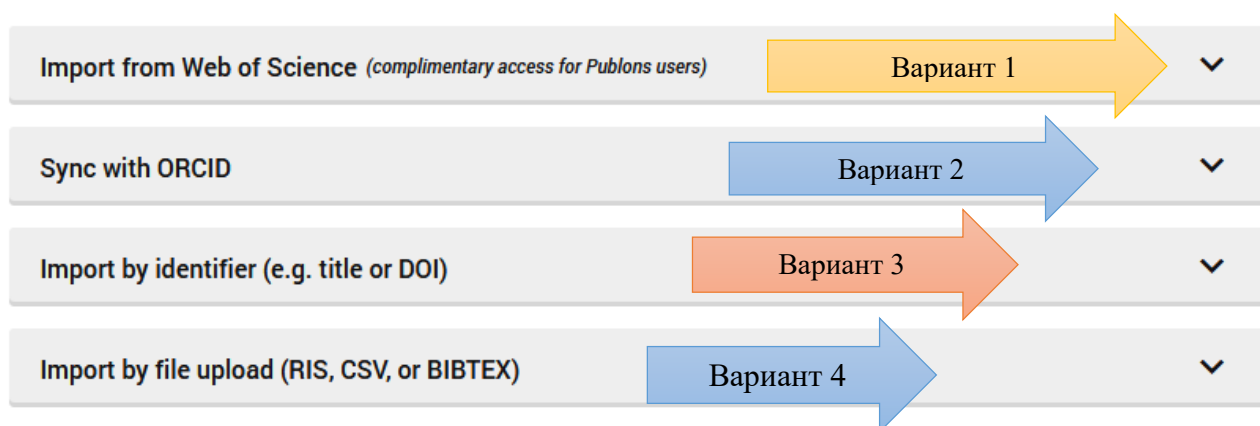 Import from Web of Science (complimentary access for Publons users) Вариант 1
Sync with ORCID Вариант 2
Import by identifier (e.g. title or DOI) Вариант 3
Import by file upload (RIS, CSV, or BIBTEX) Вариант 4